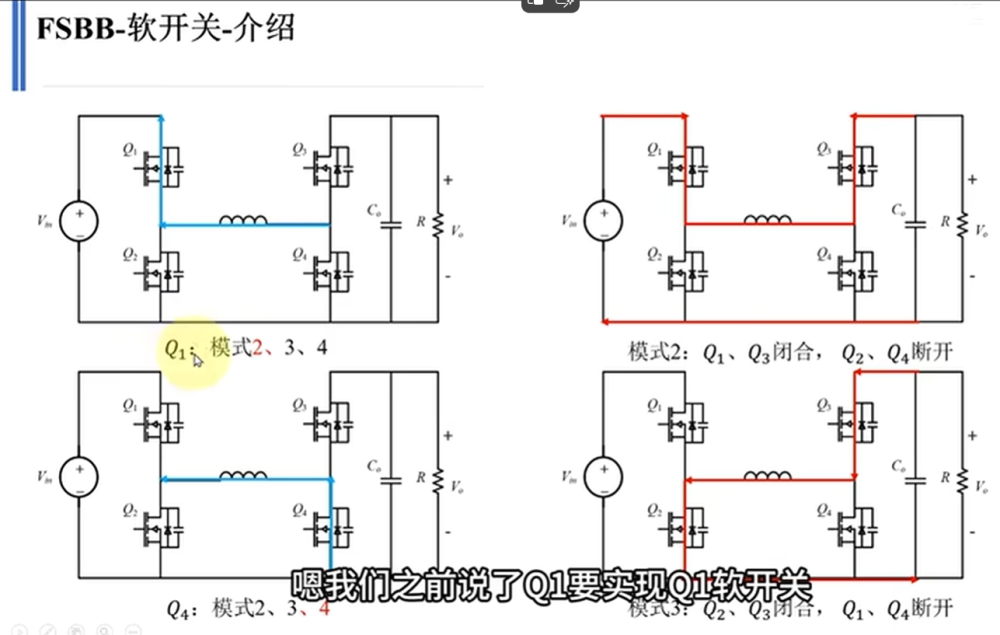 FSBB-软开关-介绍
Q1
Q3
Vin
+
−
Q2
Q4
Co
R
+
Vo
-
Q1：模式2、3、4
Q1
Q3
Vin
+
−
Q2
Q4
Co
R
+
Vo
-
模式2：Q1、Q3闭合，Q2、Q4断开
Q1
Q3
Vin
+
−
Q2
Q4
Co
R
+
Vo
-
Q4：模式2、3、4
Q1
Q3
Vin
+
−
Q2
Q4
Co
R
+
Vo
-
模式3：Q2、Q3闭合，Q1、Q4断开
嗯我们之前说了Q1要实现Q1软开关